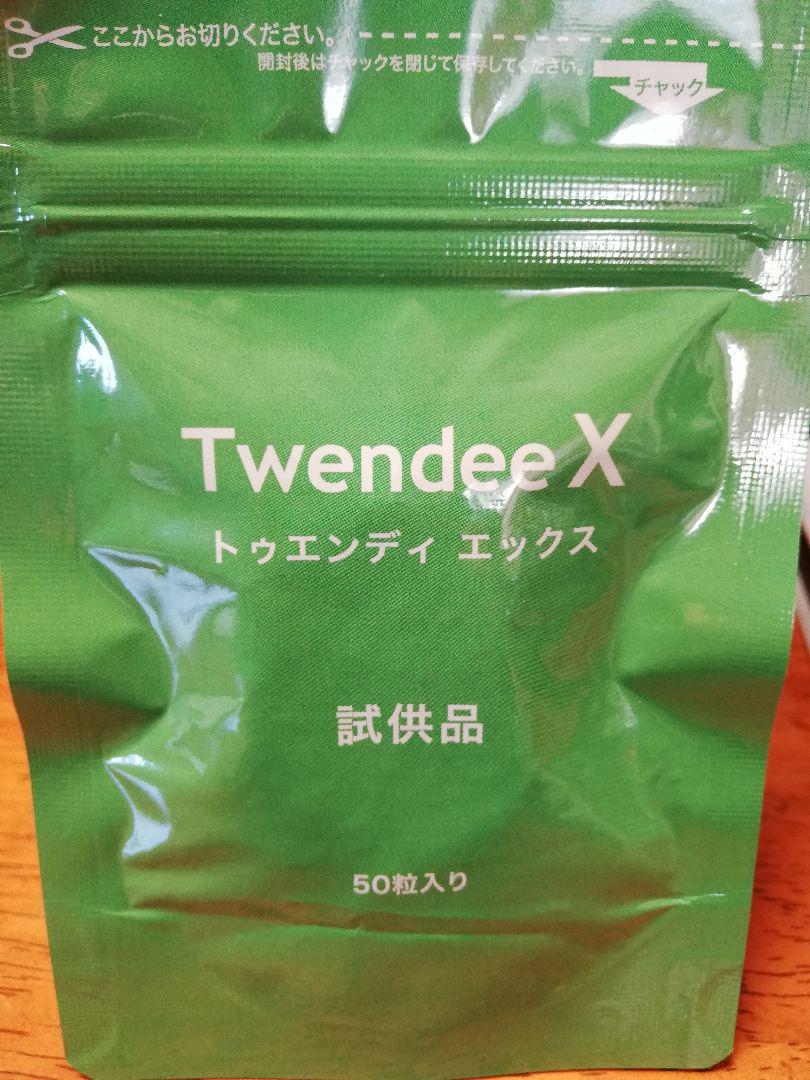 ここからお切りください。
開封後はチャックを閉じて保存してください。
チャック
Twendee X
トゥエンディ エックス
試供品
50粒入り